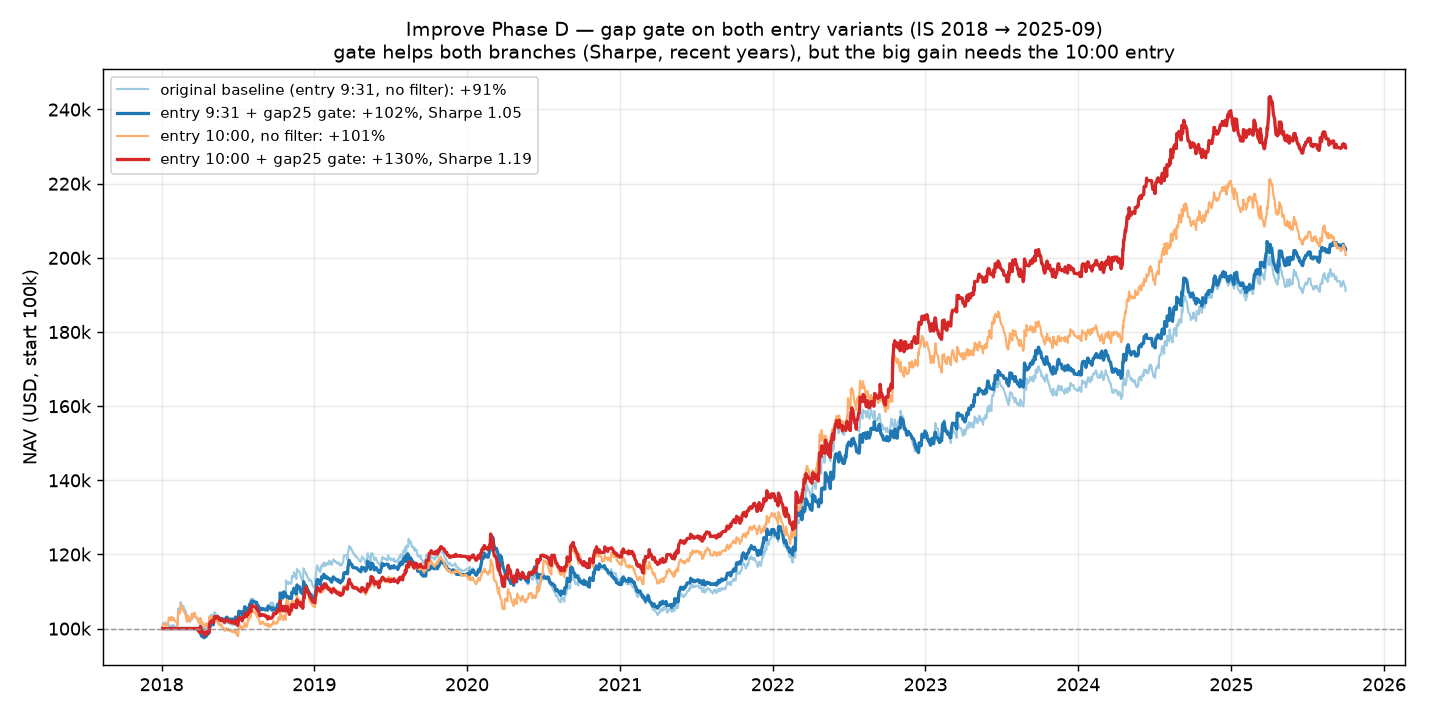 Improve Phase D — gap gate on both entry variants (IS 2018 → 2025-09)
gate helps both branches (Sharpe, recent years), but the big gain needs the 10:00 entry
original baseline (entry 9:31, no filter): +91%
entry 9:31 + gap25 gate: +102%, Sharpe 1.05
entry 10:00, no filter: +101%
entry 10:00 + gap25 gate: +130%, Sharpe 1.19
NAV (USD, start 100k)
240k
220k
200k
180k
160k
140k
120k
100k
2018 2019 2020 2021 2022 2023 2024 2025 2026